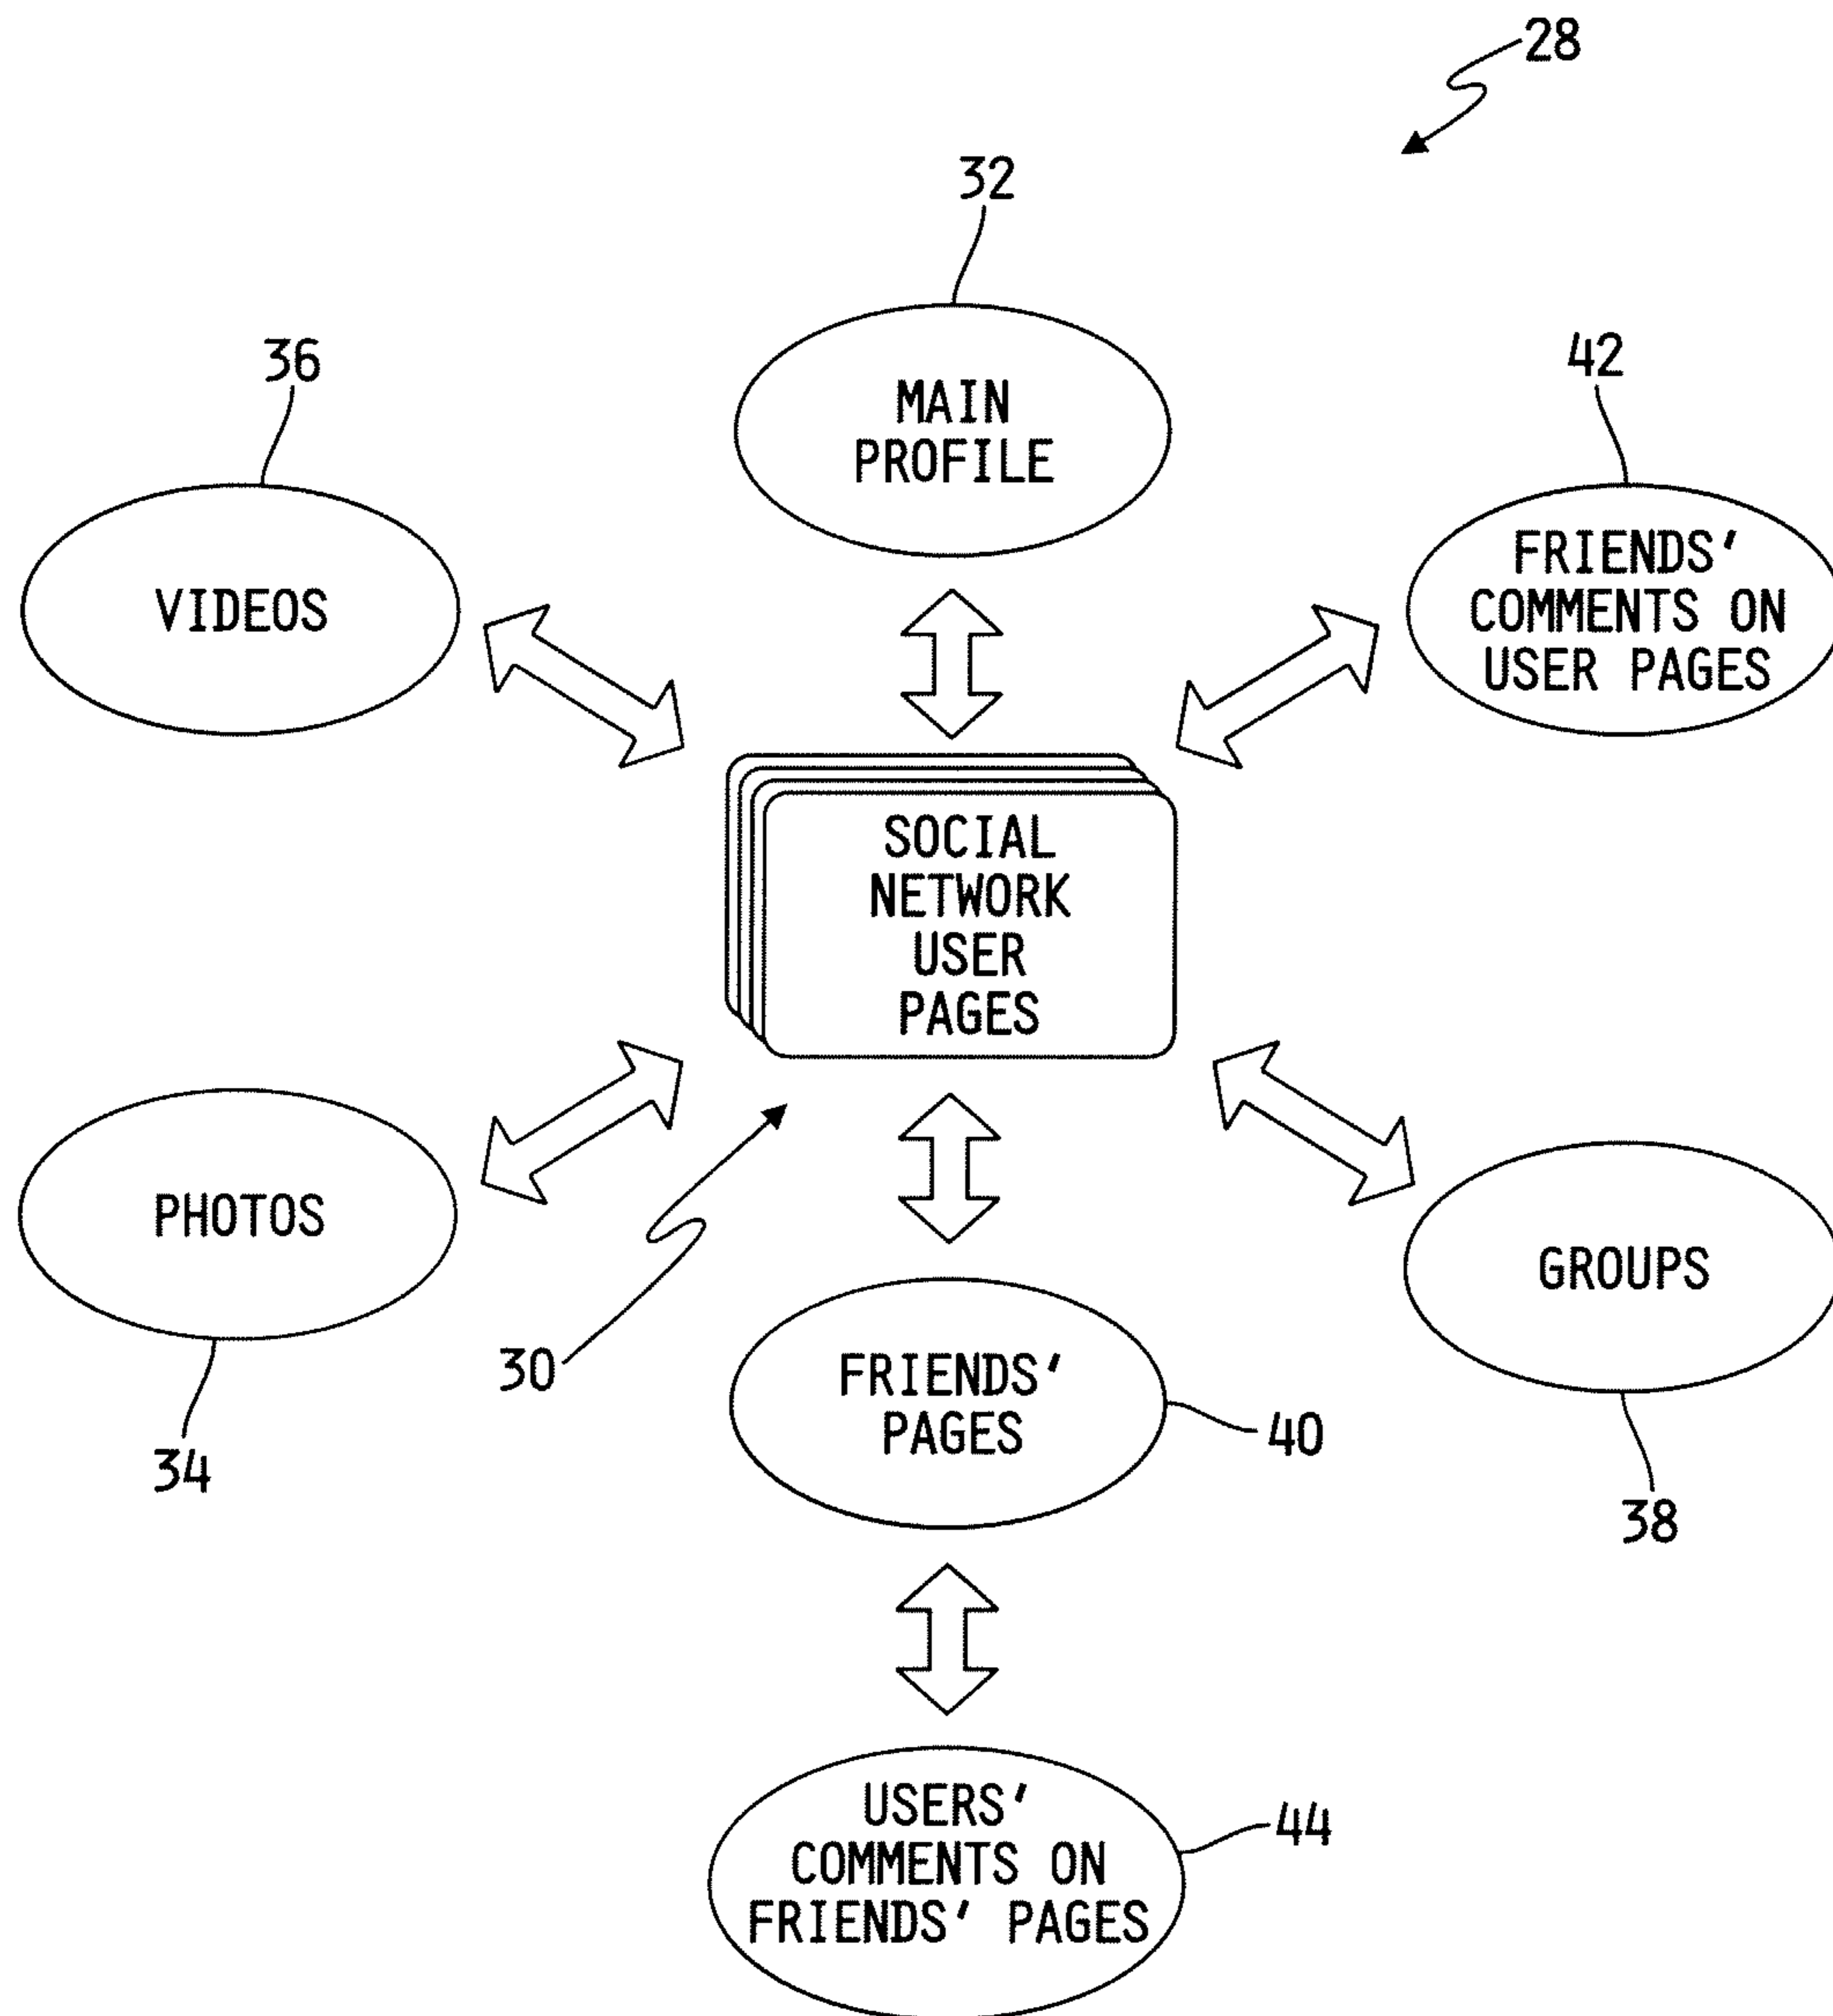 28
32
MAIN
PROFILE
36
VIDEOS
42
FRIENDS'
COMMENTS ON
USER PAGES
SOCIAL
NETWORK
USER
PAGES
PHOTOS
34
30
FRIENDS'
PAGES
40
GROUPS
38
USERS'
COMMENTS ON
FRIENDS' PAGES
44